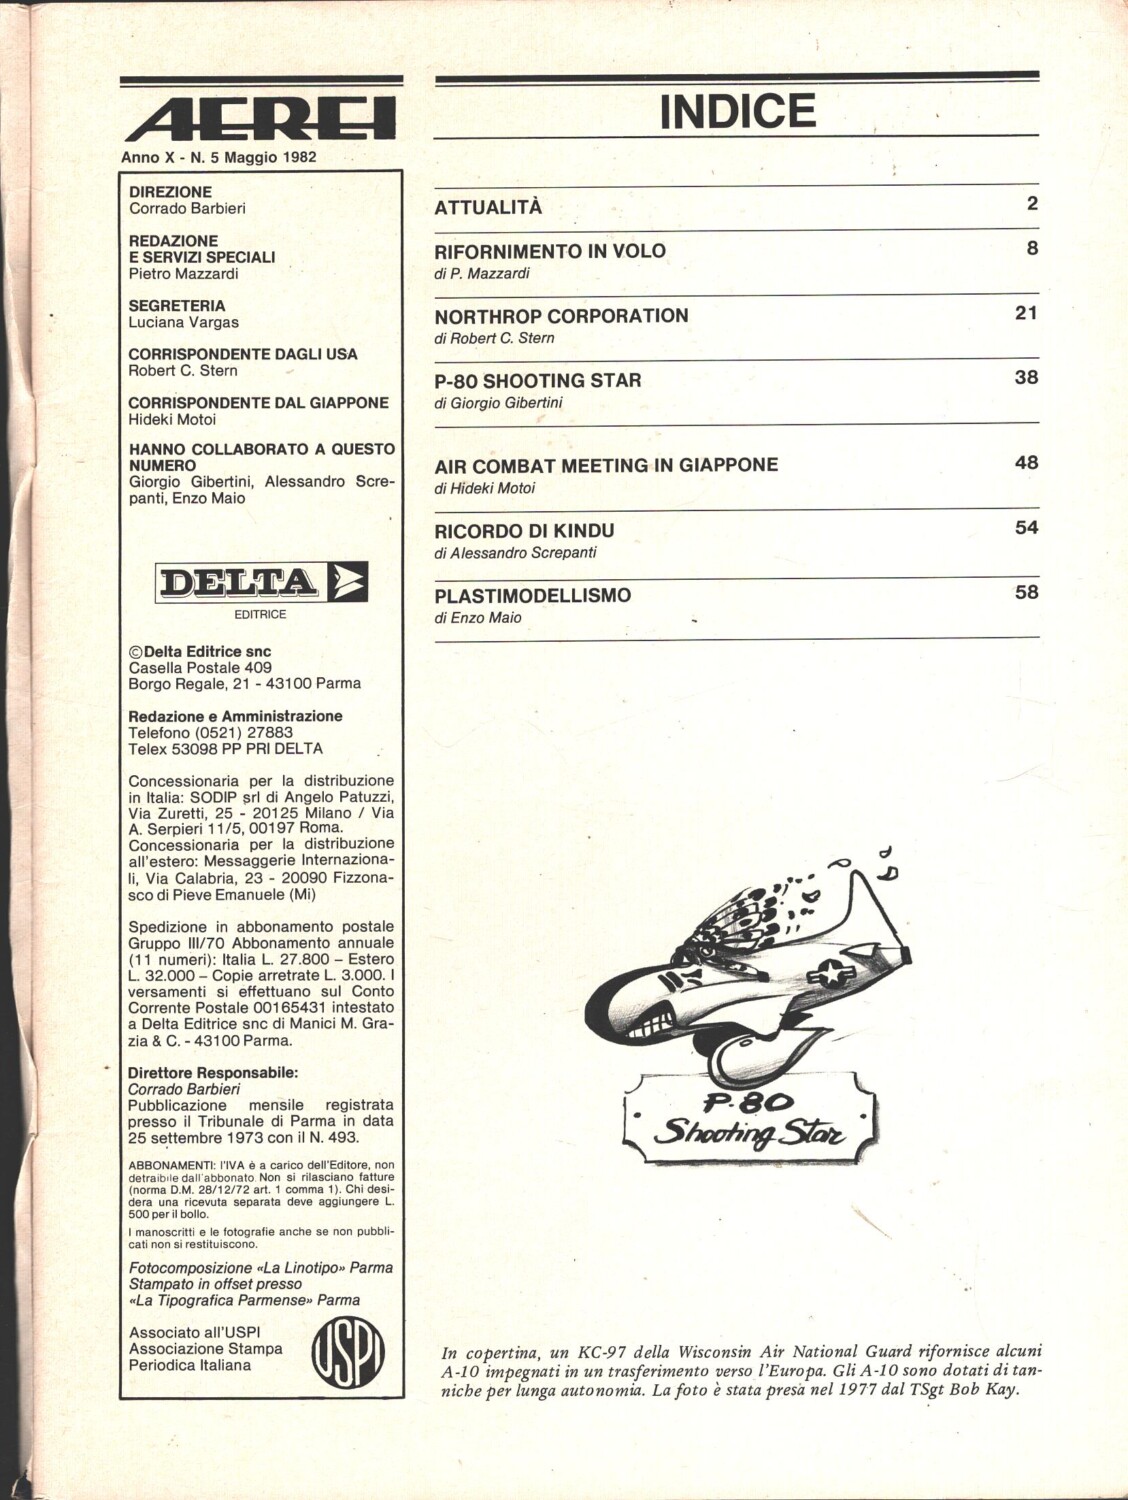 AEREI
Anno X - N. 5 Maggio 1982
DIREZIONE
Corrado Barbieri
REDAZIONE
E SERVIZI SPECIALI
Pietro Mazzardi
SEGRETERIA
Luciana Vargas
CORRISPONDENTE DAGLI USA
Robert C. Stern
CORRISPONDENTE DAL GIAPPONE
Hideki Motoi
HANNO COLLABORATO A QUESTO
NUMERO
Giorgio Gibertini, Alessandro Scre-
panti, Enzo Maio
DELTA
EDITRICE
©Delta Editrice snc
Casella Postale 409
Borgo Regale, 21 - 43100 Parma
Redazione e Amministrazione
Telefono (0521) 27883
Telex 53098 PP PRI DELTA
Concessionaria per la distribuzione
in Italia: SODIP srl di Angelo Patuzzi,
Via Zuretti, 25 - 20125 Milano / Via
A. Serpieri 11/5, 00197 Roma.
Concessionaria per la distribuzione
all'estero: Messaggerie Internaziona-
li, Via Calabria, 23 - 20090 Fizzona-
sco di Pieve Emanuele (Mi)
Spedizione in abbonamento postale
Gruppo III/70 Abbonamento annuale
(11 numeri): Italia L. 27.800 – Estero
L. 32.000 – Copie arretrate L. 3.000. I
versamenti si effettuano sul Conto
Corrente Postale 00165431 intestato
a Delta Editrice snc di Manici M. Gra-
zia & C. - 43100 Parma.
Direttore Responsabile:
Corrado Barbieri
Pubblicazione mensile registrata
presso il Tribunale di Parma in data
25 settembre 1973 con il N. 493.
ABBONAMENTI: l'IVA è a carico dell'Editore, non
detraibile dall'abbonato. Non si rilasciano fatture
(norma D.M. 28/12/72 art. 1 comma 1). Chi desi-
dera una ricevuta separata deve aggiungere L.
500 per il bollo.
I manoscritti e le fotografie anche se non pubbli-
cati non si restituiscono.
Fotocomposizione «La Linotipo» Parma
Stampato in offset presso
«La Tipografica Parmense» Parma
Associato all'USPI
Associazione Stampa
Periodica Italiana
USPI
INDICE
ATTUALITÀ 2
RIFORNIMENTO IN VOLO 8
di P. Mazzardi
NORTHROP CORPORATION 21
di Robert C. Stern
P-80 SHOOTING STAR 38
di Giorgio Gibertini
AIR COMBAT MEETING IN GIAPPONE 48
di Hideki Motoi
RICORDO DI KINDU 54
di Alessandro Screpanti
PLASTIMODELLISMO 58
di Enzo Maio
P-80
Shooting Star
In copertina, un KC-97 della Wisconsin Air National Guard rifornisce alcuni
A-10 impegnati in un trasferimento verso l'Europa. Gli A-10 sono dotati di tan-
niche per lunga autonomia. La foto è stata presa nel 1977 dal TSgt Bob Kay.